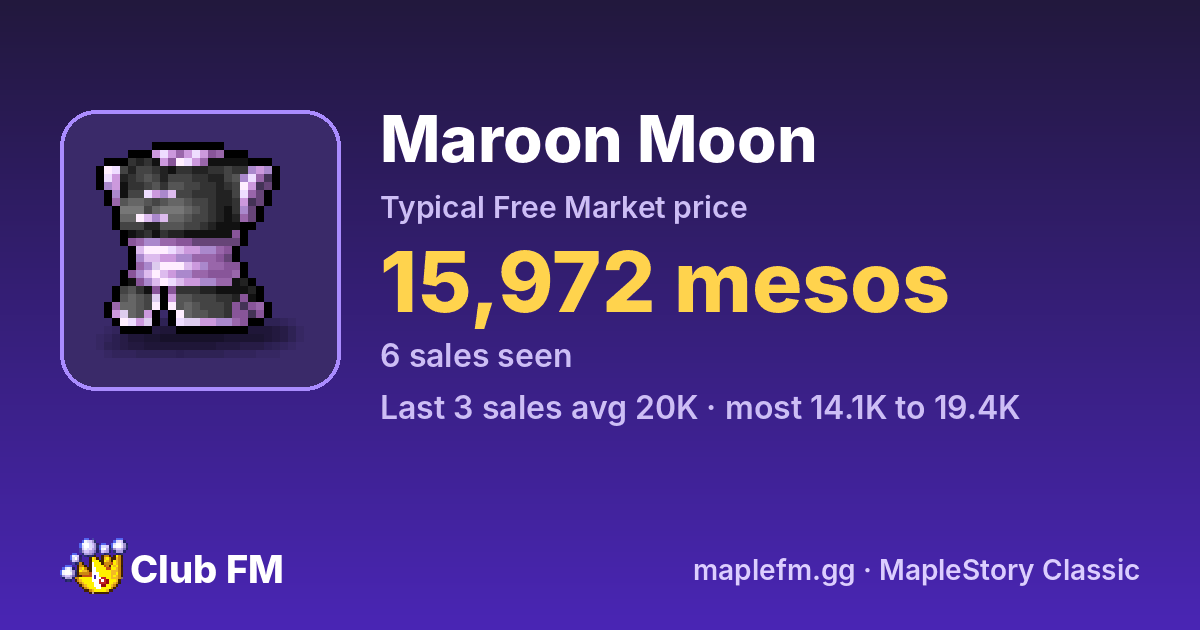 Maroon Moon
Typical Free Market price
15,972 mesos
6 sales seen
Last 3 sales avg 20K · most 14.1K to 19.4K
Club FM
maplefm.gg · MapleStory Classic